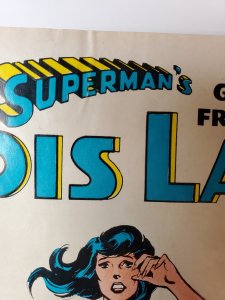 SUPERMAN'S
G
FR
OIS LA